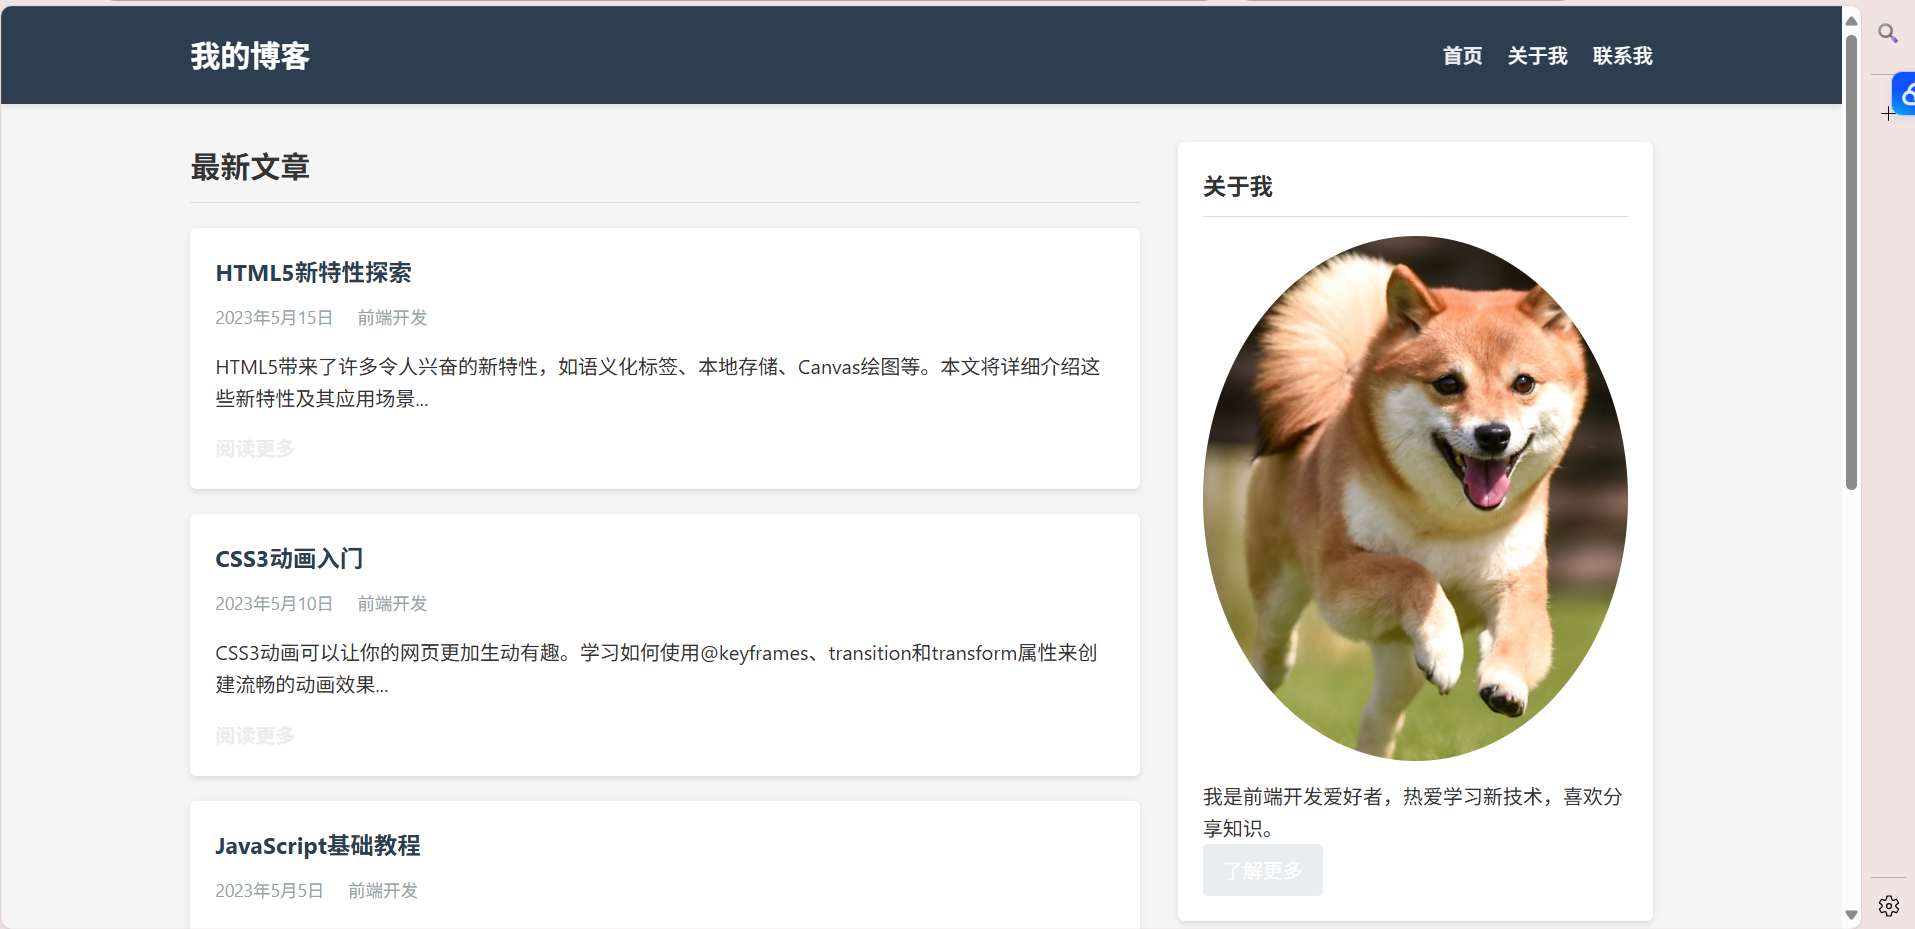 我的博客
首页 关于我 联系我
最新文章
HTML5新特性探索
2023年5月15日 前端开发
HTML5带来了许多令人兴奋的新特性，如语义化标签、本地存储、Canvas绘图等。本文将详细介绍这
些新特性及其应用场景...
阅读更多
CSS3动画入门
2023年5月10日 前端开发
CSS3动画可以让你的网页更加生动有趣。学习如何使用@keyframes、transition和transform属性来创
建流畅的动画效果...
阅读更多
JavaScript基础教程
2023年5月5日 前端开发
关于我
我是前端开发爱好者，热爱学习新技术，喜欢分
享知识。
了解更多